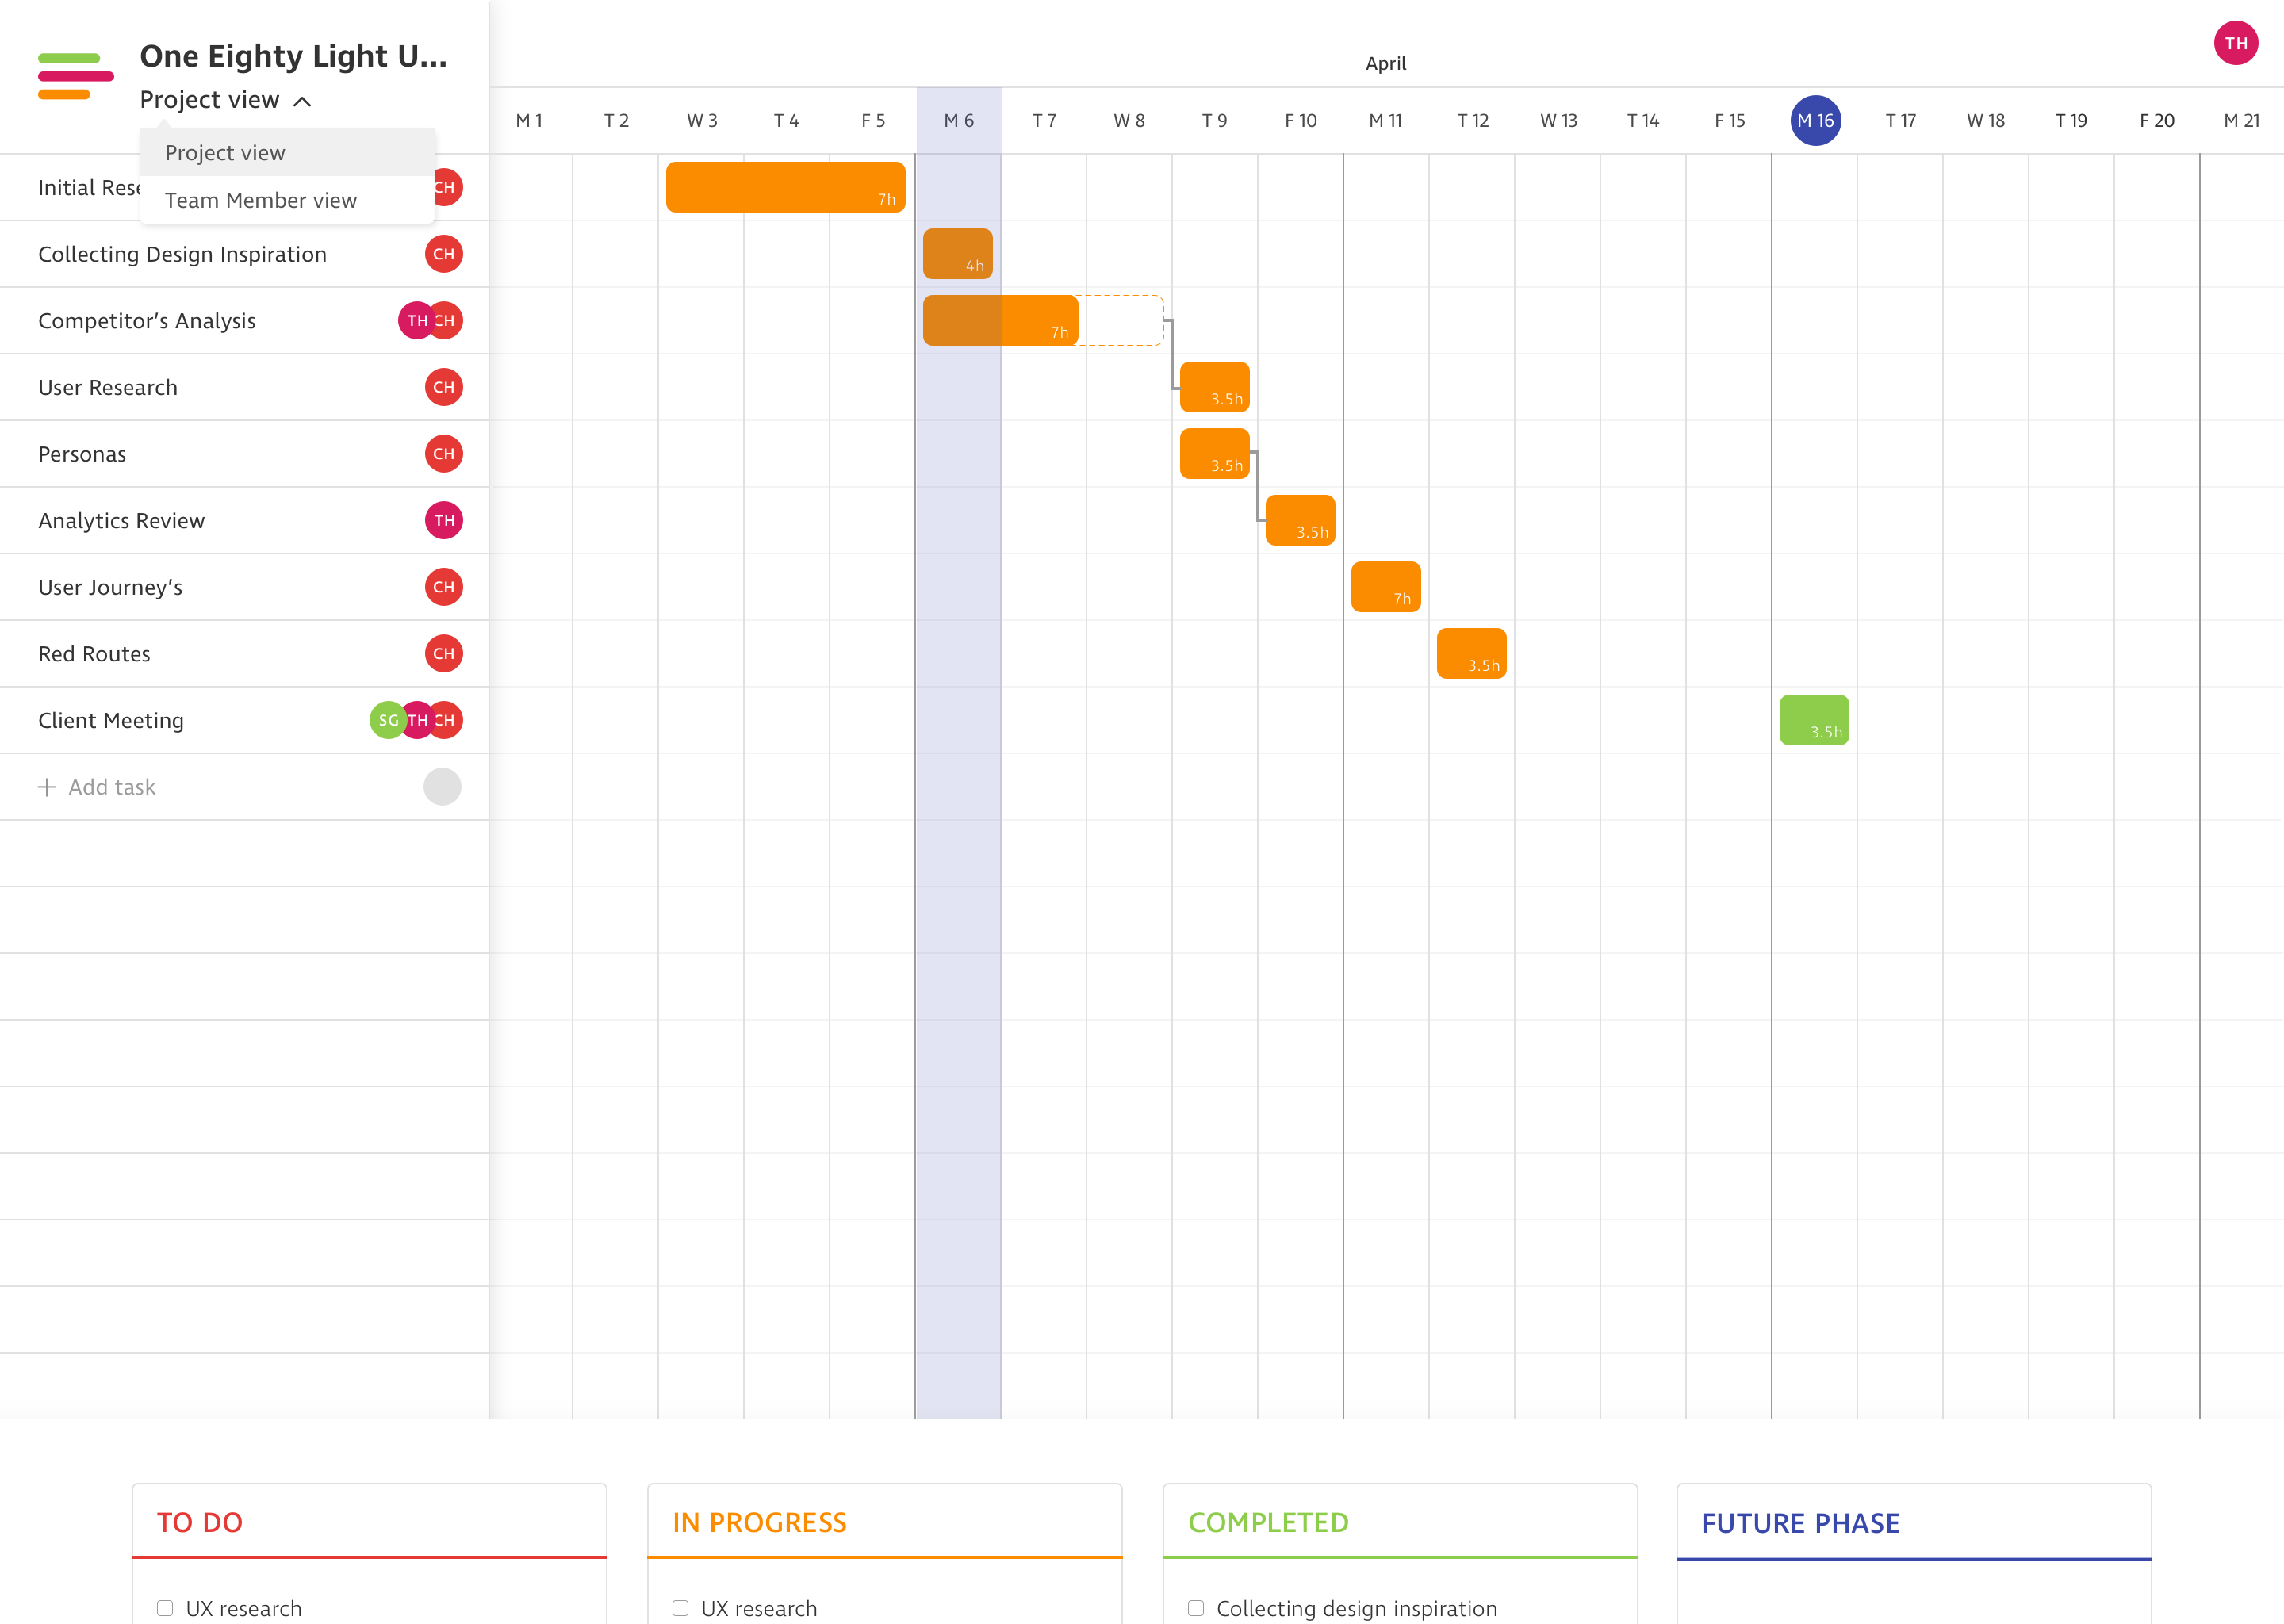 One Eighty Light U...
Project view
Project view
Team Member view
TH
April
M 1 T 2 W 3 T 4 F 5 M 6 T 7 W 8 T 9 F 10 M 11 T 12 W 13 T 14 F 15 M 16 T 17 W 18 T 19 F 20 M 21
Initial Rese CH 7h
Collecting Design Inspiration CH 4h
Competitor’s Analysis TH CH 7h
User Research CH 3.5h
Personas CH 3.5h
Analytics Review TH 3.5h
User Journey’s CH 7h
Red Routes CH 3.5h
Client Meeting SG TH CH 3.5h
+ Add task
TO DO
UX research
IN PROGRESS
UX research
COMPLETED
Collecting design inspiration
FUTURE PHASE